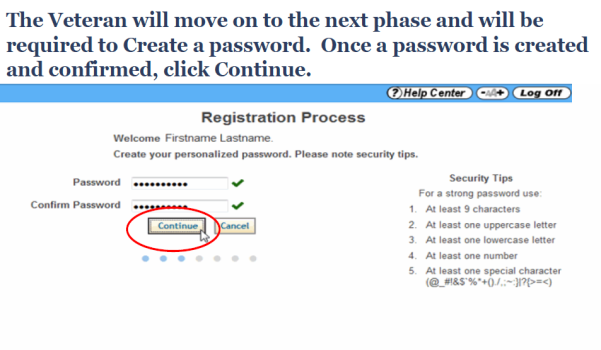 The Veteran will move on to the next phase and will be
required to Create a password.  Once a password is created
and confirmed, click Continue.
Help Center
Log Off
Registration Process
Welcome Firstname Lastname.
Create your personalized password. Please note security tips.
Password
Confirm Password
Continue
Cancel
Security Tips
For a strong password use:
1. At least 9 characters
2. At least one uppercase letter
3. At least one lowercase letter
4. At least one number
5. At least one special character